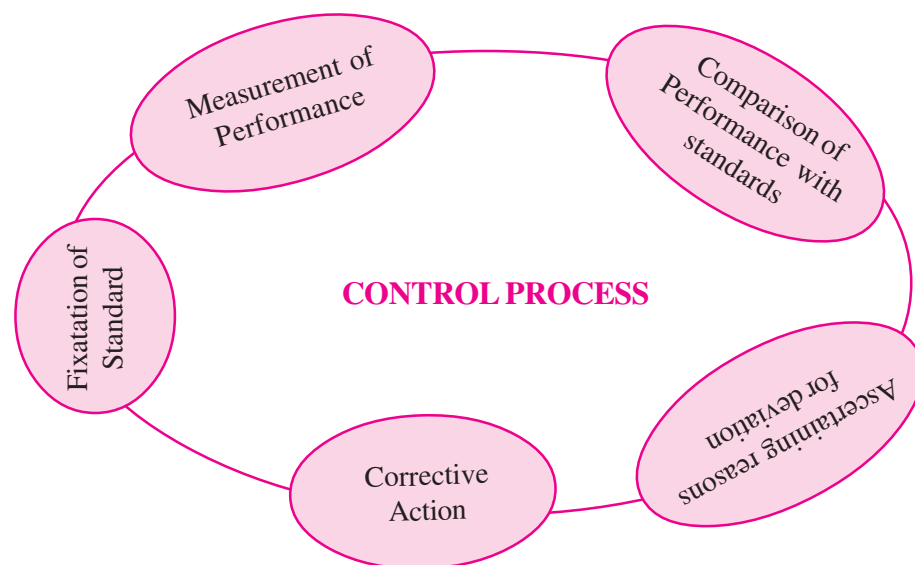 Measurement of
Performance
Comparison of
Performance with
standards
CONTROL PROCESS
Fixatation of
Standard
Ascertaining reasons
for deviation
Corrective
Action